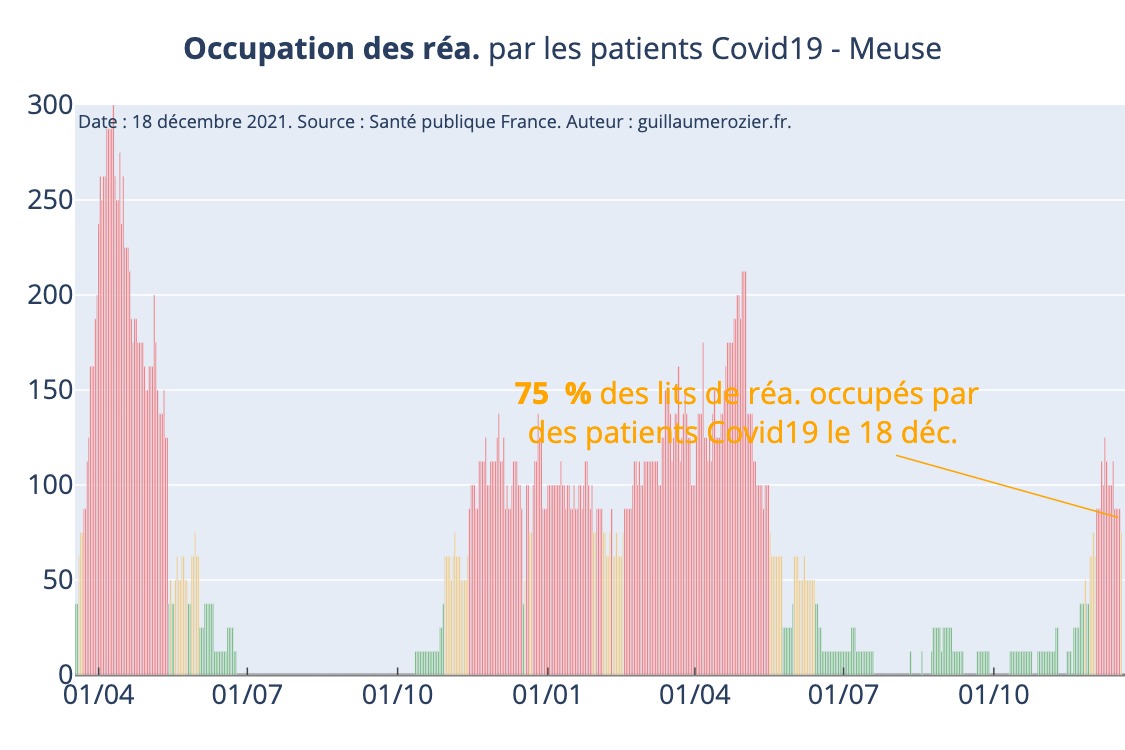 Occupation des réa. par les patients Covid19 - Meuse
300
Date : 18 décembre 2021. Source : Santé publique France. Auteur : guillaumerozier.fr.
250
200
150
75 % des lits de réa. occupés par
des patients Covid19 le 18 déc.
100
50
0
01/04 01/07 01/10 01/01 01/04 01/07 01/10